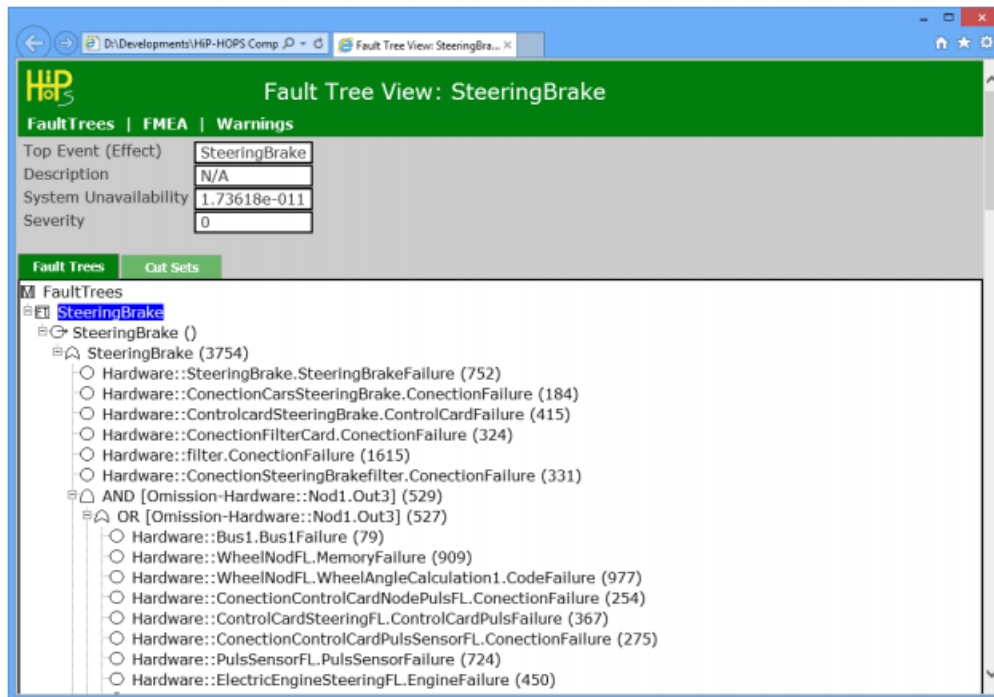 D:\Developments\HiP-HOPS Comp
Fault Tree View: SteeringBra...
HiP HoPS
Fault Tree View: SteeringBrake
FaultTrees | FMEA | Warnings
Top Event (Effect) SteeringBrake
Description N/A
System Unavailability 1.73618e-011
Severity 0
Fault Trees Cut Sets
M FaultTrees
FT SteeringBrake
SteeringBrake ()
SteeringBrake (3754)
Hardware::SteeringBrake.SteeringBrakeFailure (752)
Hardware::ConectionCarsSteeringBrake.ConectionFailure (184)
Hardware::ControlcardSteeringBrake.ControlCardFailure (415)
Hardware::ConectionFilterCard.ConectionFailure (324)
Hardware::filter.ConectionFailure (1615)
Hardware::ConectionSteeringBrakefilter.ConectionFailure (331)
AND [Omission-Hardware::Nod1.Out3] (529)
OR [Omission-Hardware::Nod1.Out3] (527)
Hardware::Bus1.Bus1Failure (79)
Hardware::WheelNodFL.MemoryFailure (909)
Hardware::WheelNodFL.WheelAngleCalculation1.CodeFailure (977)
Hardware::ConectionControlCardNodePulsFL.ConectionFailure (254)
Hardware::ControlCardSteeringFL.ControlCardPulsFailure (367)
Hardware::ConectionControlCardPulsSensorFL.ConectionFailure (275)
Hardware::PulsSensorFL.PulsSensorFailure (724)
Hardware::ElectricEngineSteeringFL.EngineFailure (450)